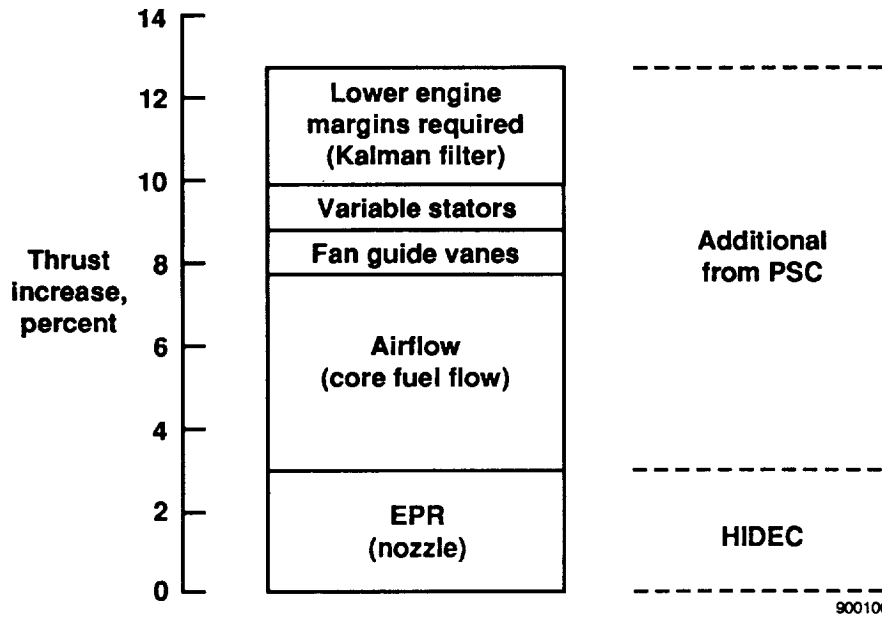 14
12
10
8
6
4
2
0
Thrust
increase,
percent
Lower engine
margins required
(Kalman filter)
Variable stators
Fan guide vanes
Airflow
(core fuel flow)
EPR
(nozzle)
Additional
from PSC
HIDEC